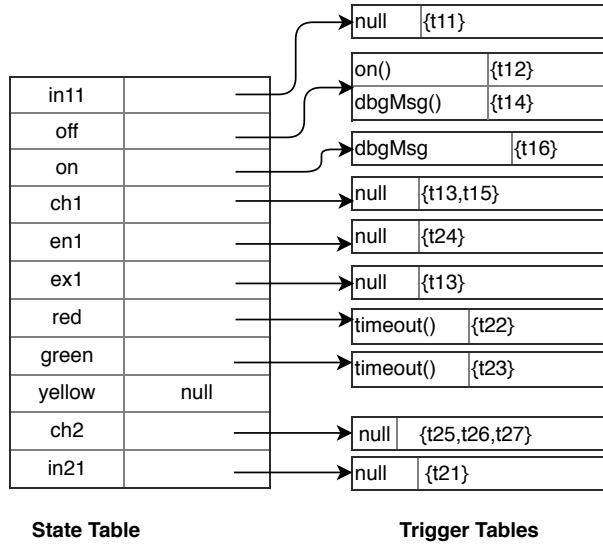 null {t11}
on() {t12}
in11
dbgMsg() {t14}
off
on
dbgMsg {t16}
ch1
null {t13,t15}
en1
null {t24}
ex1
null {t13}
red
timeout() {t22}
green
timeout() {t23}
yellow null
ch2
null {t25,t26,t27}
in21
null {t21}
State Table
Trigger Tables